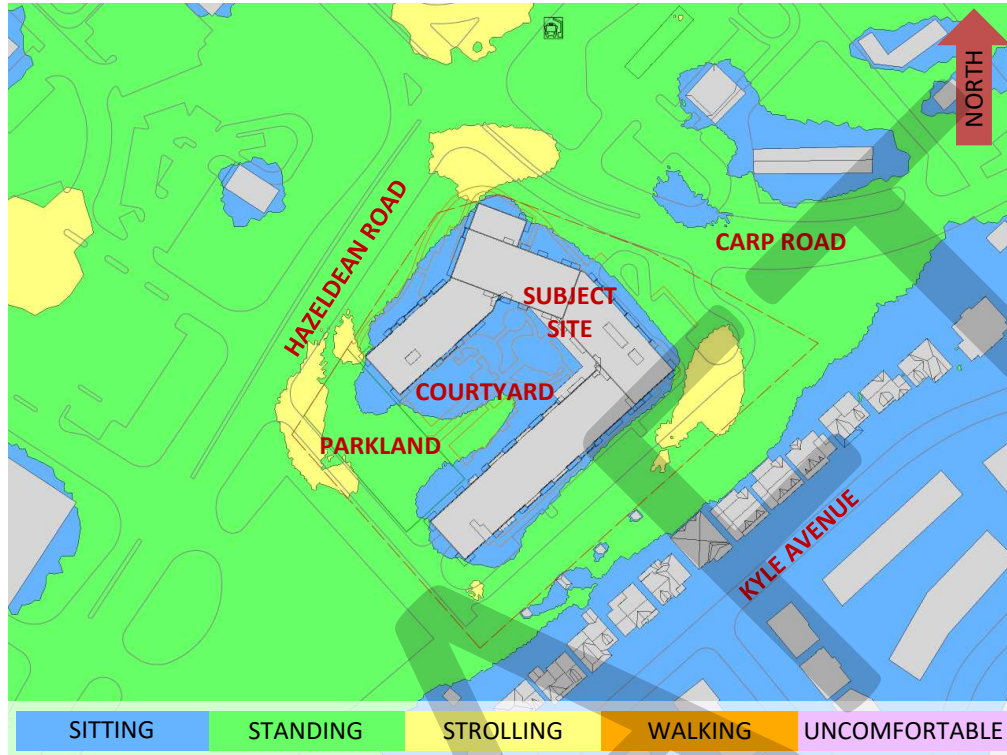 NORTH
HAZELDEAN ROAD
CARP ROAD
SUBJECT
SITE
COURTYARD
PARKLAND
KYLE AVENUE
SITTING
STANDING
STROLLING
WALKING
UNCOMFORTABLE